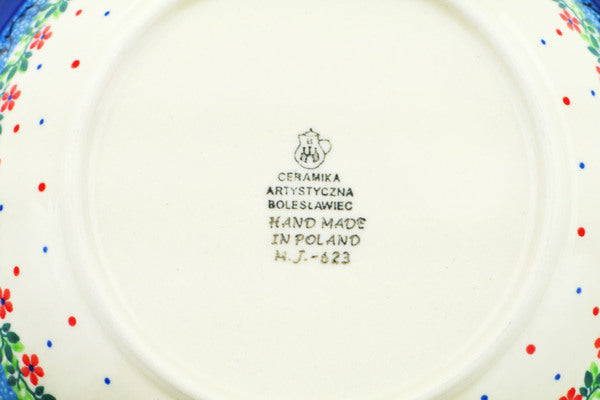 CERAMIKA
ARTYSTYCZNA
BOLESŁAWIEC
HAND MADE
IN POLAND
M.J.-623